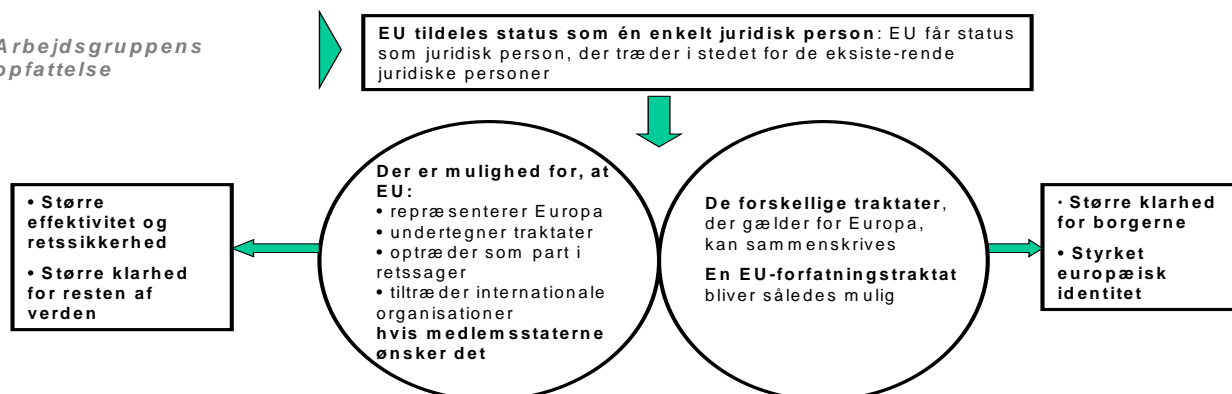 Arbejdsgruppens
opfattelse
EU tildeles status som én enkelt juridisk person: EU får status
som juridisk person, der træder i stedet for de eksiste-rende
juridiske personer
• Større
effektivitet og
retssikkerhed
• Større klarhed
for resten af
verden
Der er mulighed for, at
EU:
• repræsenterer Europa
• undertegner traktater
• optræder som part i
retssager
• tiltræder internationale
organisationer
hvis medlemsstaterne
ønsker det
De forskellige traktater,
der gælder for Europa,
kan sammenskrives
En EU-forfatningstraktat
bliver således mulig
· Større klarhed
for borgerne
• Styrket
europæisk
identitet